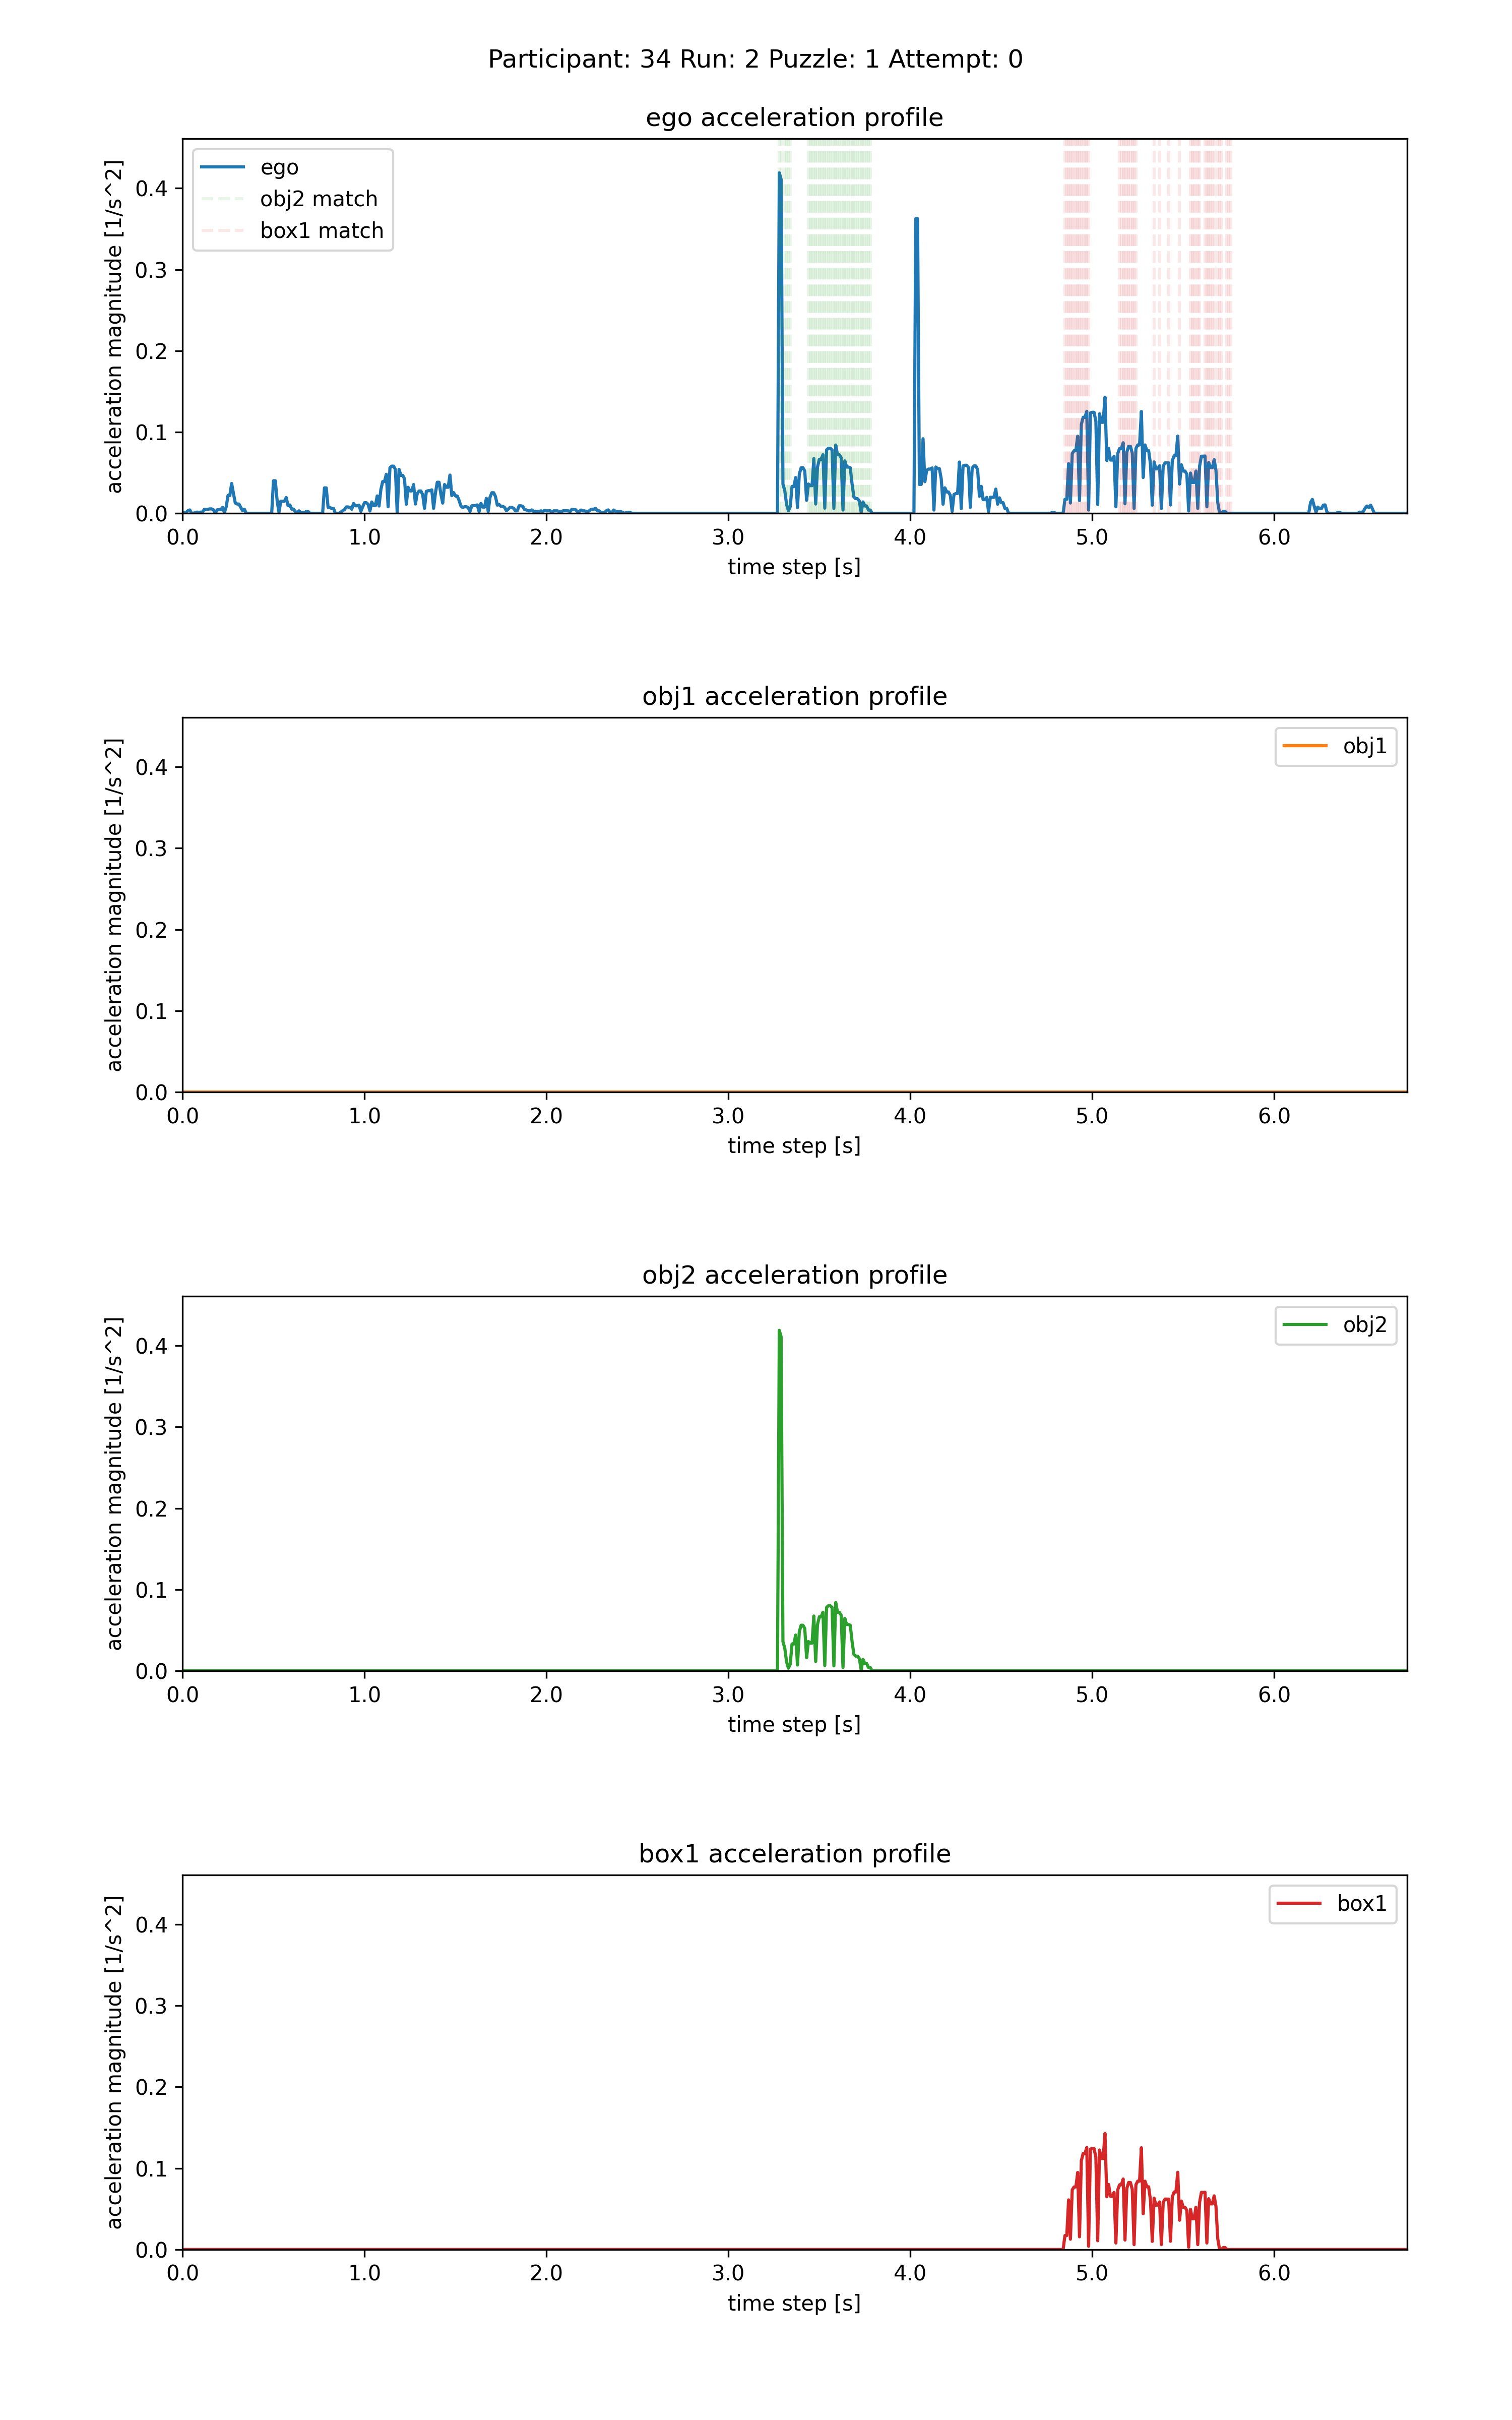 Participant: 34 Run: 2 Puzzle: 1 Attempt: 0
ego acceleration profile
ego
obj2 match
box1 match
acceleration magnitude [1/s^2]
0.4
0.3
0.2
0.1
0.0
0.0 1.0 2.0 3.0 4.0 5.0 6.0
time step [s]
obj1 acceleration profile
obj1
acceleration magnitude [1/s^2]
0.4
0.3
0.2
0.1
0.0
0.0 1.0 2.0 3.0 4.0 5.0 6.0
time step [s]
obj2 acceleration profile
obj2
acceleration magnitude [1/s^2]
0.4
0.3
0.2
0.1
0.0
0.0 1.0 2.0 3.0 4.0 5.0 6.0
time step [s]
box1 acceleration profile
box1
acceleration magnitude [1/s^2]
0.4
0.3
0.2
0.1
0.0
0.0 1.0 2.0 3.0 4.0 5.0 6.0
time step [s]